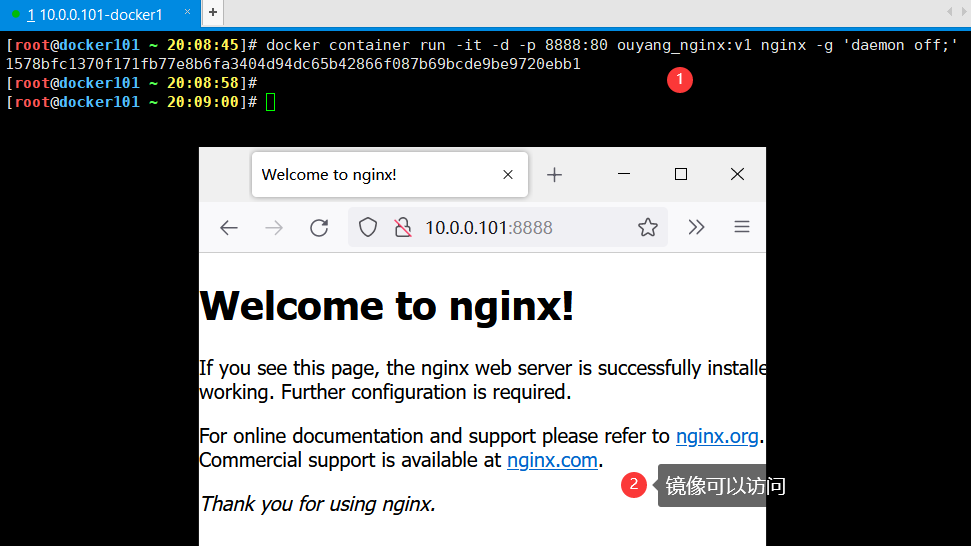 1 10.0.0.101-docker1 × +
[root@docker101 ~ 20:08:45]# docker container run -it -d -p 8888:80 ouyang_nginx:v1 nginx -g 'daemon off;'
1578bfc1370f171fb77e8b6fa3404d94dc65b42866f087b69bcde9be9720ebb1
[root@docker101 ~ 20:08:58]#
1
[root@docker101 ~ 20:09:00]#
Welcome to nginx!
10.0.0.101:8888
Welcome to nginx!
If you see this page, the nginx web server is successfully installe
working. Further configuration is required.
For online documentation and support please refer to nginx.org.
Commercial support is available at nginx.com.
2 镜像可以访问
Thank you for using nginx.